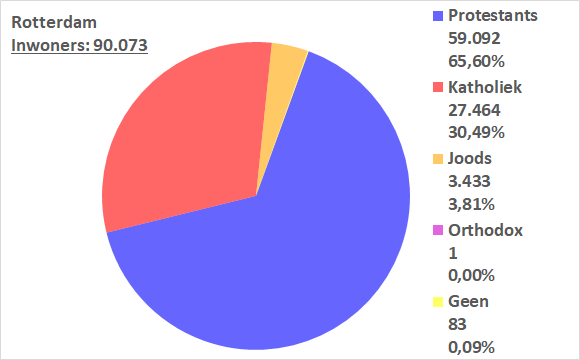 Rotterdam
Inwoners: 90.073
Protestants
59.092
65,60%
Katholiek
27.464
30,49%
Joods
3.433
3,81%
Orthodox
1
0,00%
Geen
83
0,09%